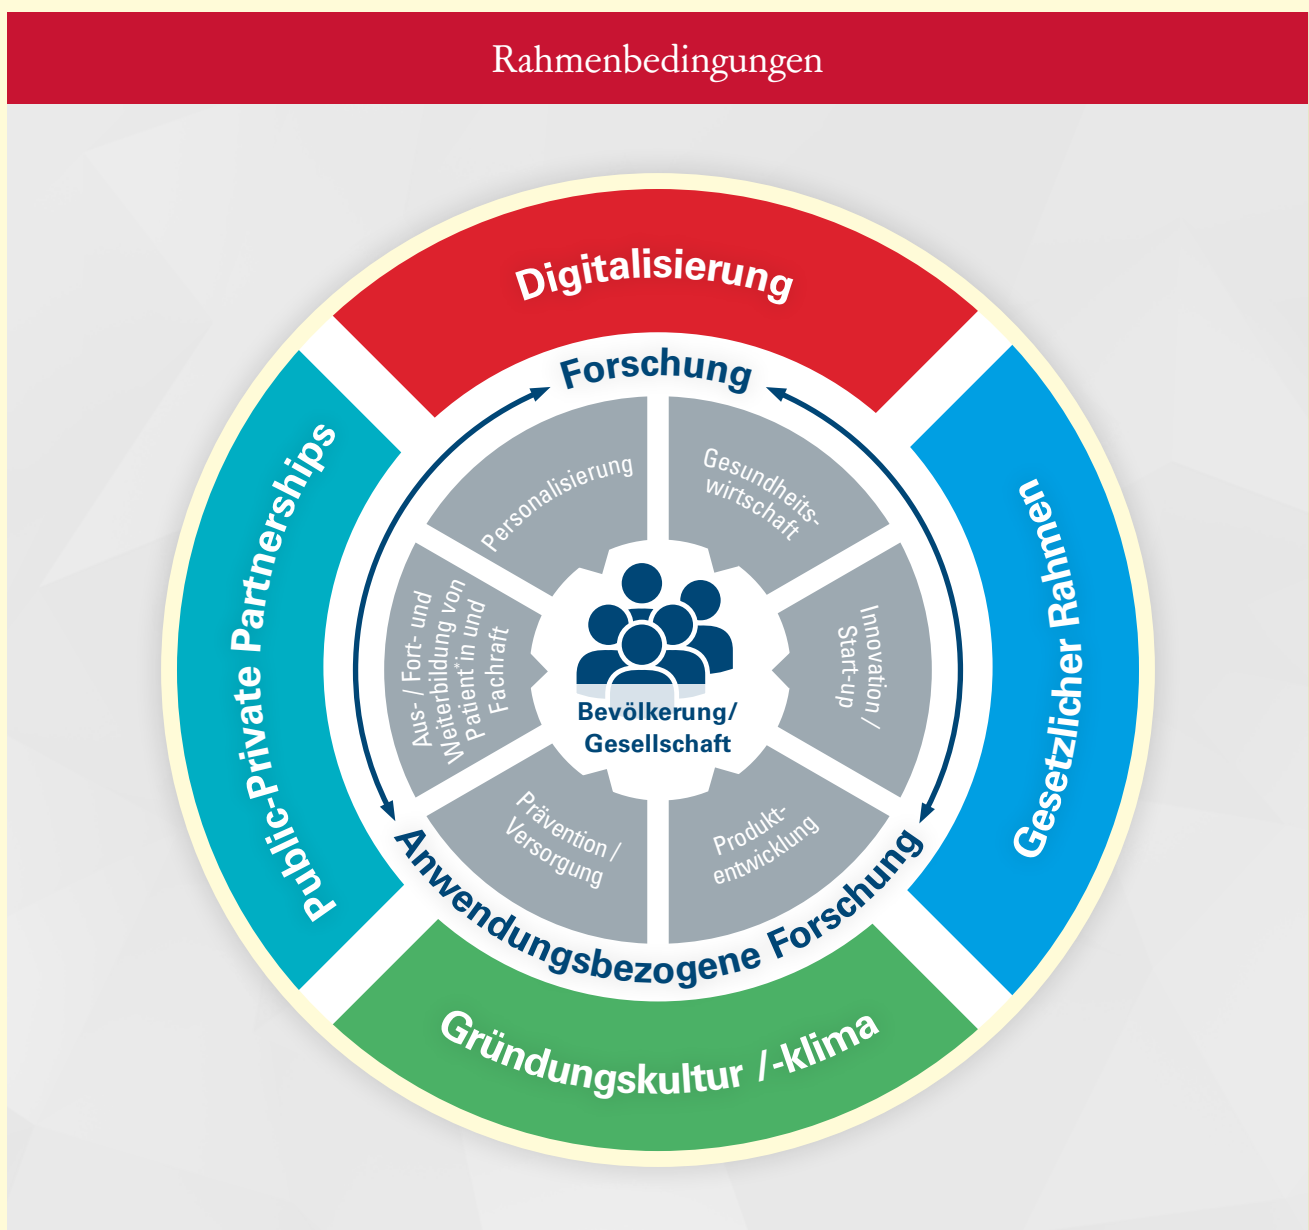 Rahmenbedingungen
Digitalisierung
Forschung
Personalisierung
Gesundheits-
wirtschaft
Innovation /
Start-up
Produkt-
entwicklung
Prävention /
Versorgung
Aus- / Fort- und
Weiterbildung von
Patient*in und
Fachraft
Bevölkerung/
Gesellschaft
Anwendungsbezogene Forschung
Public-Private Partnerships
Gesetzlicher Rahmen
Gründungskultur /-klima